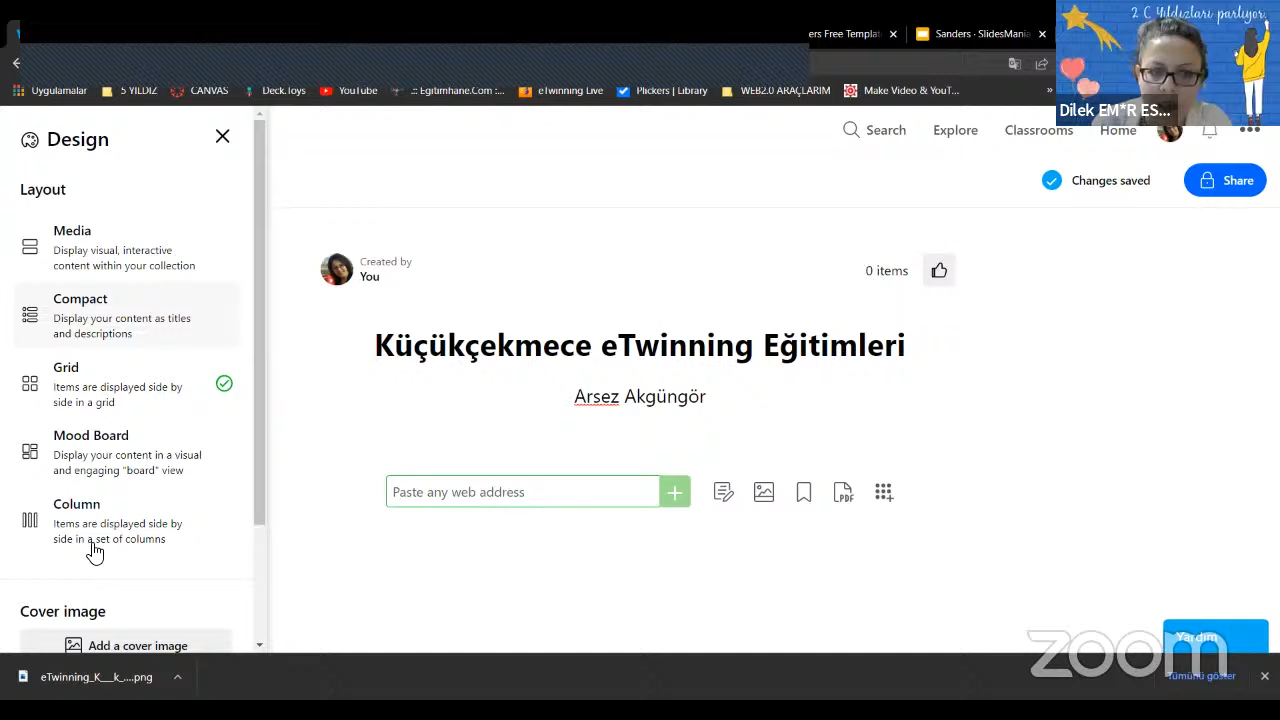 ers Free Templat
Sanders · SlidesMania
2 C Yıldızları parlıyor.
Uygulamalar
5 YILDIZ
CANVAS
Deck.Toys
YouTube
.:: Egitimhane.Com :...
eTwinning Live
Plickers | Library
WEB2.0 ARAÇLARIM
Make Video & YouT...
»
Dilek EM*R ES...
Design
Search
Explore
Classrooms
Home
Changes saved
Share
Layout
Media
Display visual, interactive
content within your collection
Compact
Display your content as titles
and descriptions
Grid
Items are displayed side by
side in a grid
Mood Board
Display your content in a visual
and engaging "board" view
Column
Items are displayed side by
side in a set of columns
Cover image
Add a cover image
Created by
You
0 items
Küçükçekmece eTwinning Eğitimleri
Arsez Akgüngör
Paste any web address
PDF
Yardım
zoom
eTwinning_K__k_....png
Tümünü göster